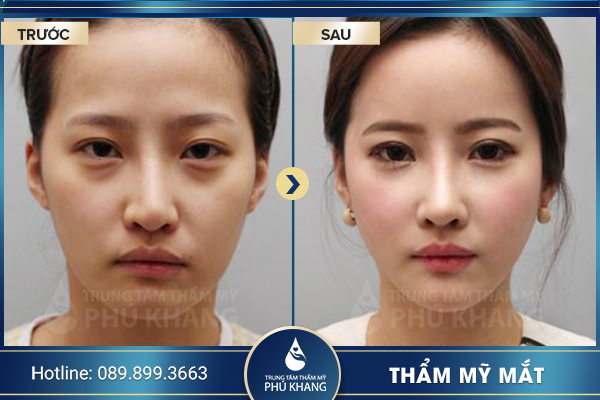 TRƯỚC
SAU
TRUNG TÂM THẨM MỸ
PHÚ KHANG
TRUNG TÂM THẨM MỸ
PHÚ KHANG
Hotline: 089.899.3663
TRUNG TÂM THẨM MỸ
PHÚ KHANG
THẨM MỸ MẮT